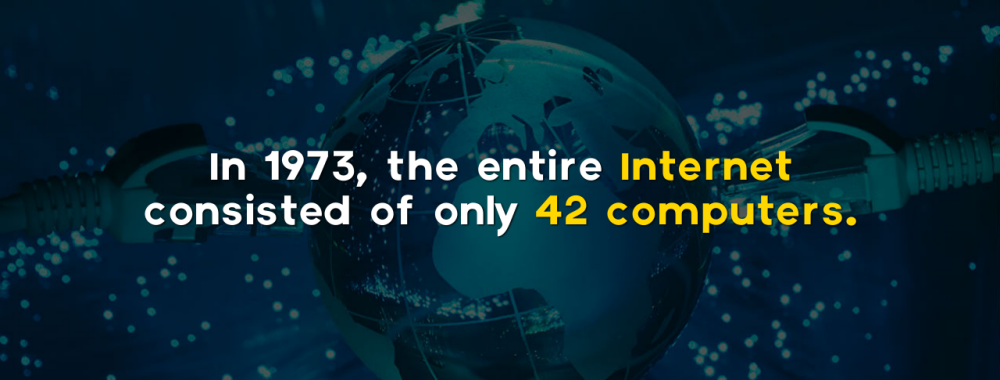 In 1973, the entire Internet
consisted of only 42 computers.